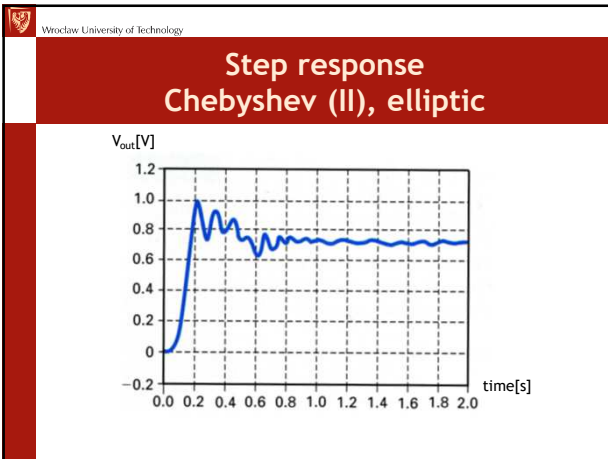 Wroclaw University of Technology
Step response
Chebyshev (II), elliptic
Vout[V]
1.2
1.0
0.8
0.6
0.4
0.2
0
−0.2
0.0 0.2 0.4 0.6 0.8 1.0 1.2 1.4 1.6 1.8 2.0
time[s]